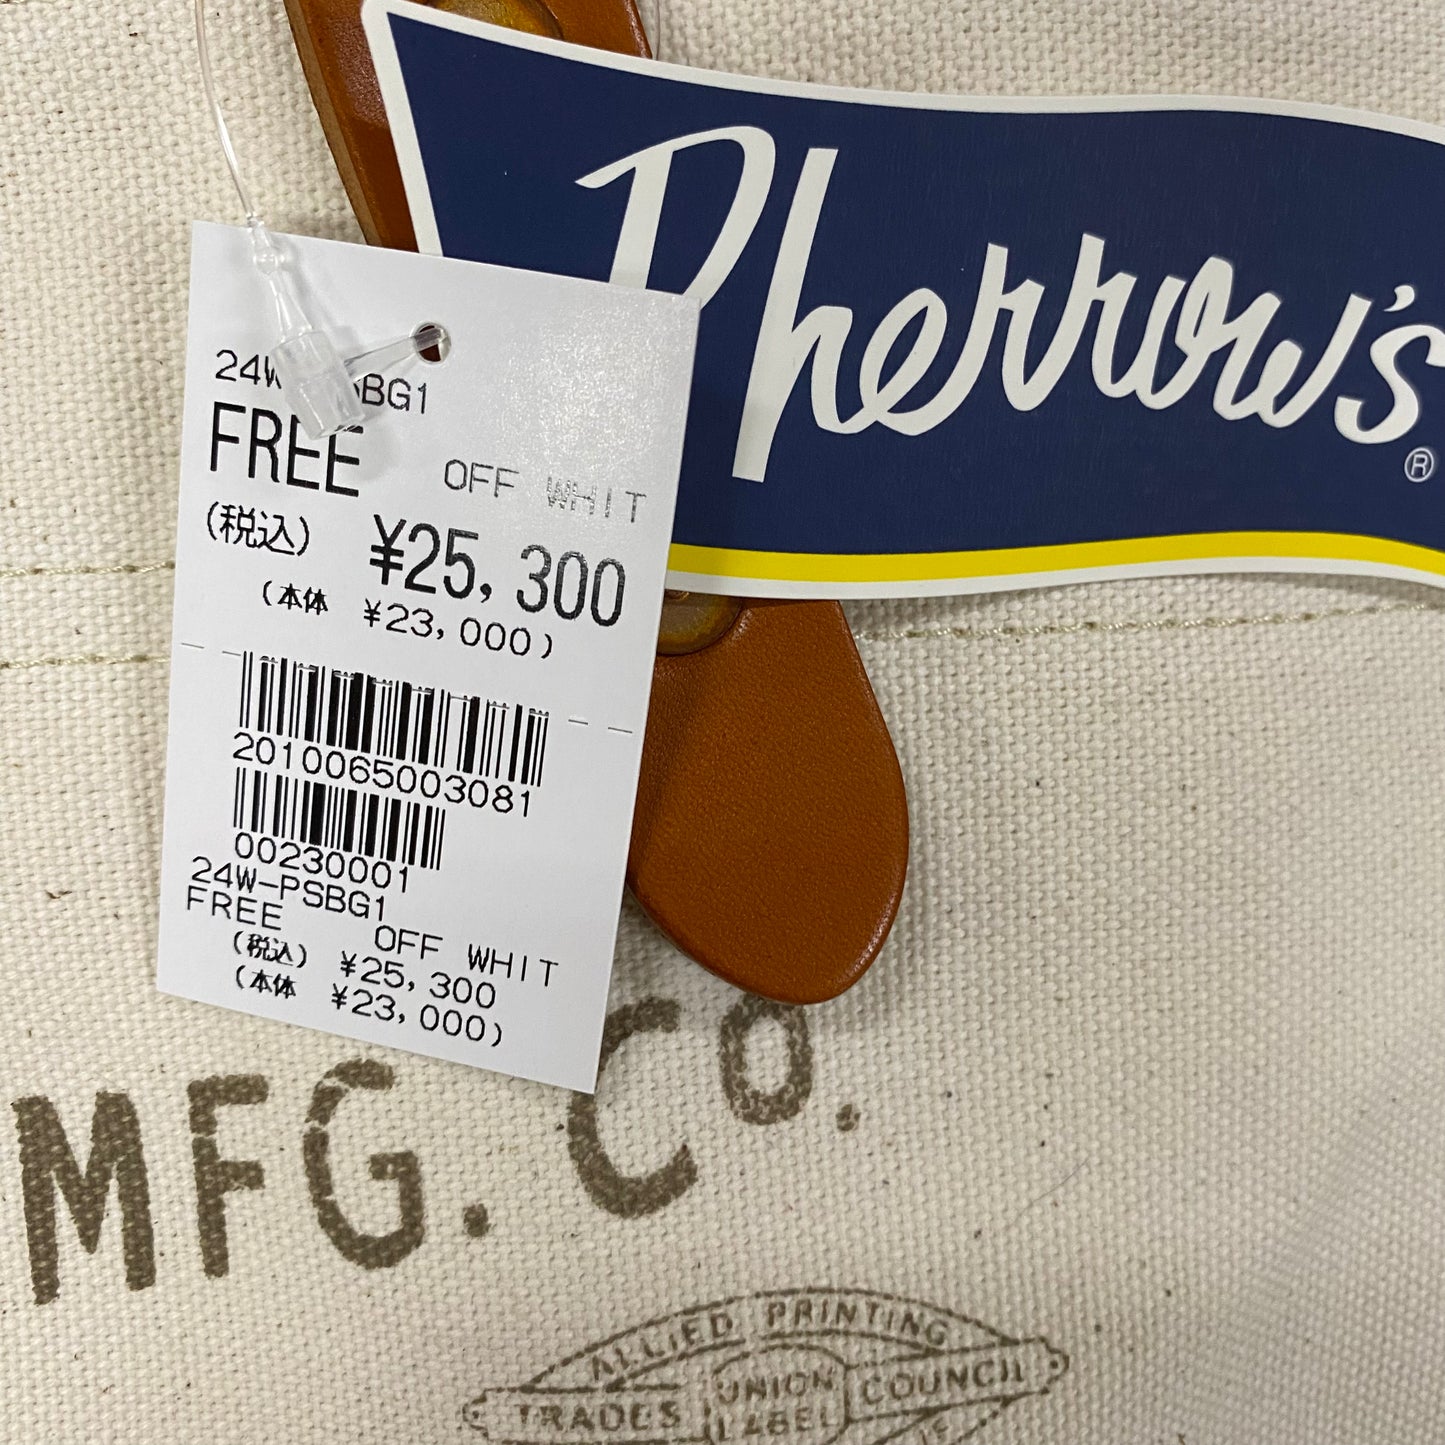 Pherrow's®
24W-PSBG1
FREE OFF WHIT
(税込) ¥25,300
(本体 ¥23,000)
2010065003081
00230001
24W-PSBG1
FREE OFF WHIT
(税込) ¥25,300
(本体 ¥23,000)
MFG. Co.
ALLIED PRINTING
TRADES UNION LABEL COUNCIL